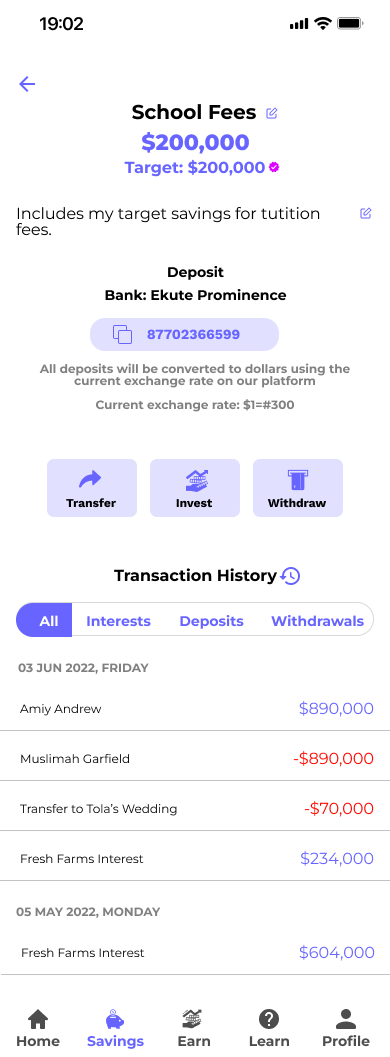 19:02
School Fees
$200,000
Target: $200,000
Includes my target savings for tutition
fees.
Deposit
Bank: Ekute Prominence
87702366599
All deposits will be converted to dollars using the
current exchange rate on our platform
Current exchange rate: $1=#300
Transfer Invest Withdraw
Transaction History
All Interests Deposits Withdrawals
03 JUN 2022, FRIDAY
Amiy Andrew $890,000
Muslimah Garfield -$890,000
Transfer to Tola’s Wedding -$70,000
Fresh Farms Interest $234,000
05 MAY 2022, MONDAY
Fresh Farms Interest $604,000
Home Savings Earn Learn Profile